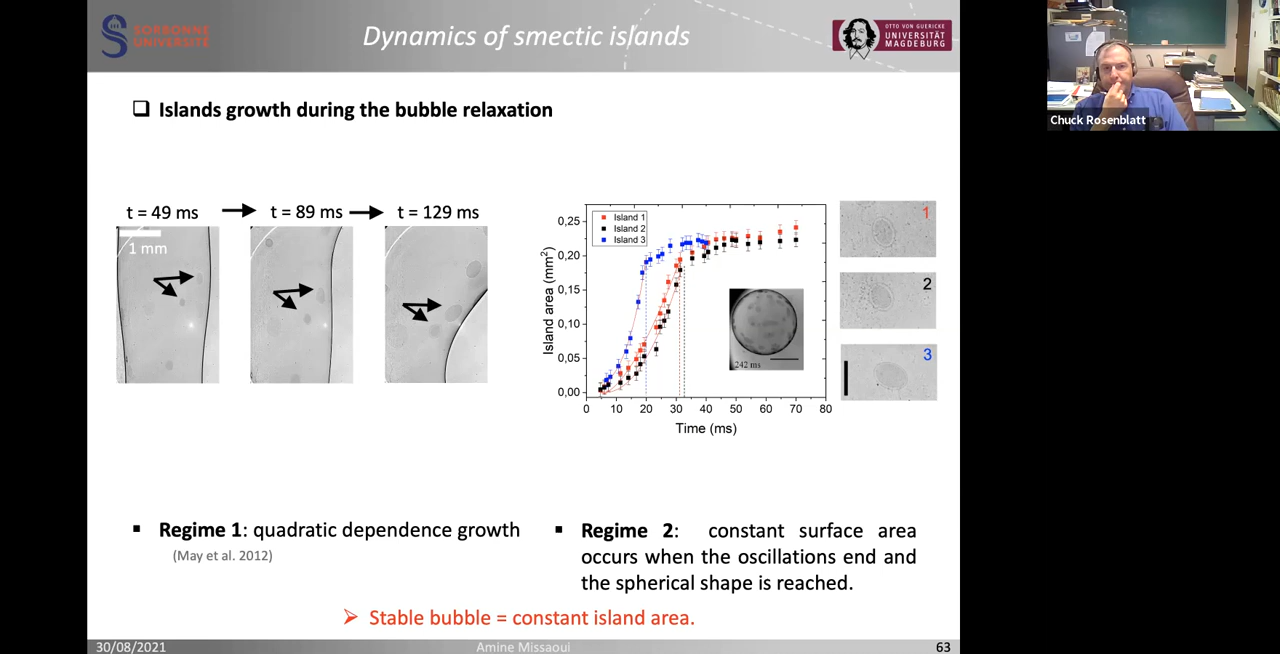 SORBONNE
UNIVERSITÉ
Dynamics of smectic islands
OTTO VON GUERICKE
UNIVERSITÄT
MAGDEBURG
Chuck Rosenblatt
Islands growth during the bubble relaxation
t = 49 ms
t = 89 ms
t = 129 ms
1 mm
Island area (mm²)
0,25
0,20
0,15
0,10
0,05
0,00
Island 1
Island 2
Island 3
242 ms
0 10 20 30 40 50 60 70 80
Time (ms)
1
2
3
Regime 1: quadratic dependence growth
(May et al. 2012)
Regime 2: constant surface area
occurs when the oscillations end and
the spherical shape is reached.
Stable bubble = constant island area.
30/08/2021
Amine Missaoui
63